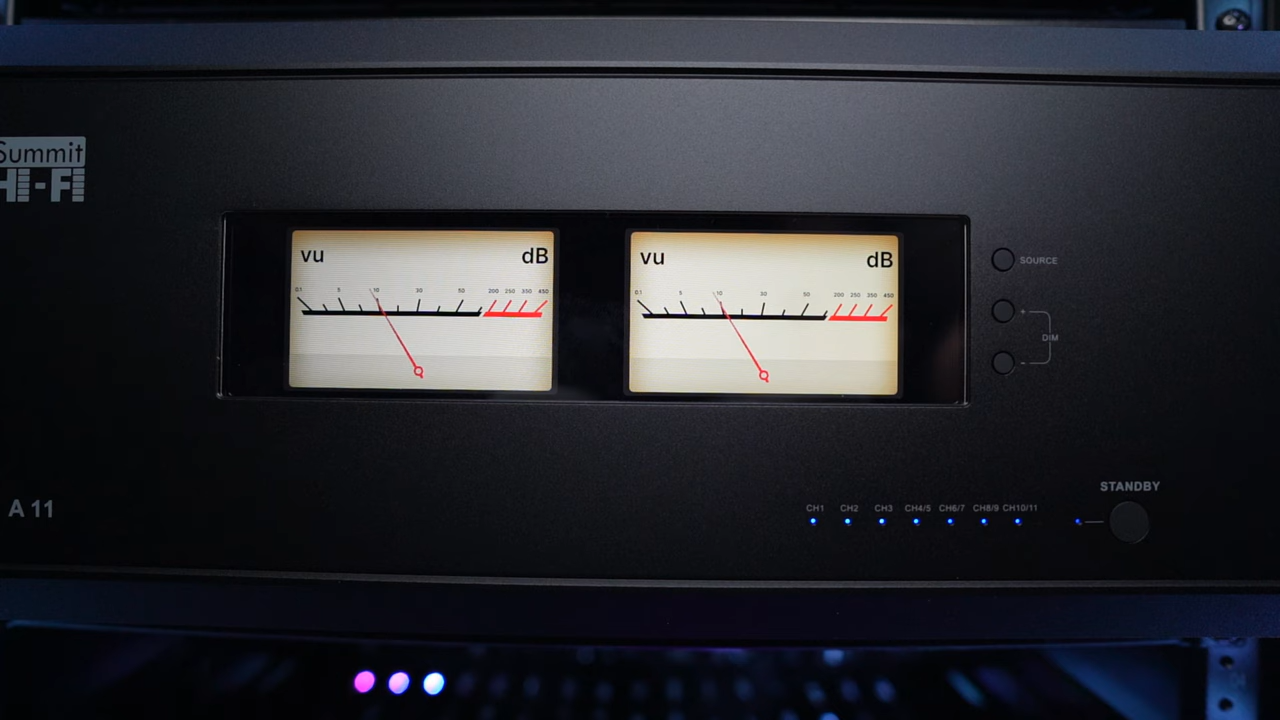 Summit
HI-FI
vu dB
0.1 5 10 30 50 200 250 350 450
vu dB
0.1 5 10 30 50 200 250 350 450
SOURCE
+
DIM
-
A 11
STANDBY
CH1 CH2 CH3 CH4/5 CH6/7 CH8/9 CH10/11